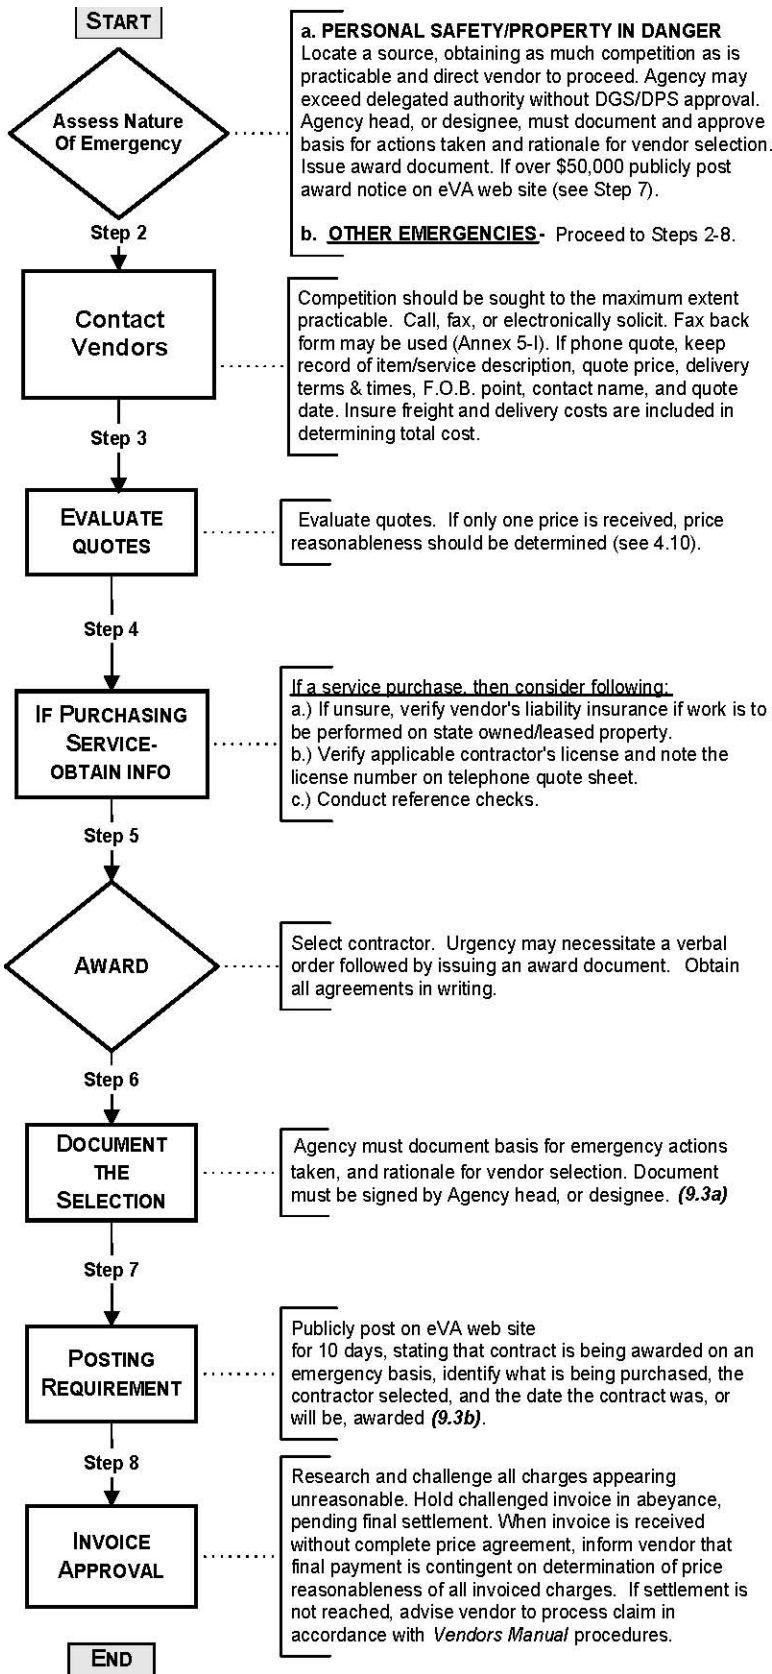 START
Assess Nature
Of Emergency
a. PERSONAL SAFETY/PROPERTY IN DANGER
Locate a source, obtaining as much competition as is
practicable and direct vendor to proceed. Agency may
exceed delegated authority without DGS/DPS approval.
Agency head, or designee, must document and approve
basis for actions taken and rationale for vendor selection.
Issue award document. If over $50,000 publicly post
award notice on eVA web site (see Step 7).
b. OTHER EMERGENCIES- Proceed to Steps 2-8.
Step 2
Contact
Vendors
Competition should be sought to the maximum extent
practicable. Call, fax, or electronically solicit. Fax back
form may be used (Annex 5-I). If phone quote, keep
record of item/service description, quote price, delivery
terms & times, F.O.B. point, contact name, and quote
date. Insure freight and delivery costs are included in
determining total cost.
Step 3
EVALUATE
QUOTES
Evaluate quotes. If only one price is received, price
reasonableness should be determined (see 4.10).
Step 4
IF PURCHASING
SERVICE-
OBTAIN INFO
If a service purchase, then consider following:
a.) If unsure, verify vendor's liability insurance if work is to
be performed on state owned/leased property.
b.) Verify applicable contractor's license and note the
license number on telephone quote sheet.
c.) Conduct reference checks.
Step 5
AWARD
Select contractor. Urgency may necessitate a verbal
order followed by issuing an award document. Obtain
all agreements in writing.
Step 6
DOCUMENT
THE
SELECTION
Agency must document basis for emergency actions
taken, and rationale for vendor selection. Document
must be signed by Agency head, or designee. (9.3a)
Step 7
POSTING
REQUIREMENT
Publicly post on eVA web site
for 10 days, stating that contract is being awarded on an
emergency basis, identify what is being purchased, the
contractor selected, and the date the contract was, or
will be, awarded (9.3b).
Step 8
INVOICE
APPROVAL
Research and challenge all charges appearing
unreasonable. Hold challenged invoice in abeyance,
pending final settlement. When invoice is received
without complete price agreement, inform vendor that
final payment is contingent on determination of price
reasonableness of all invoiced charges. If settlement is
not reached, advise vendor to process claim in
accordance with Vendors Manual procedures.
END